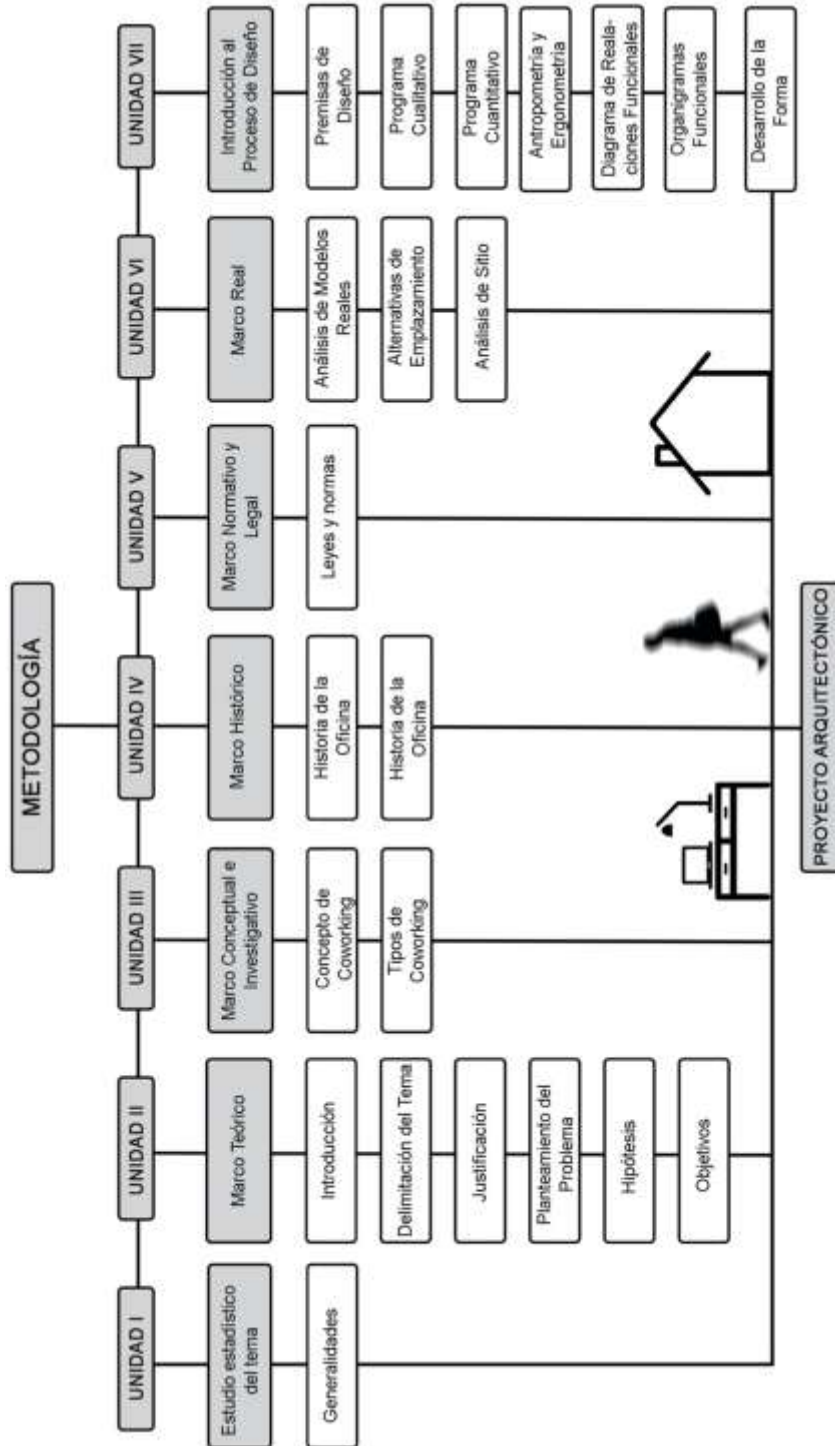 METODOLOGÍA
UNIDAD I
Estudio estadístico
del tema
Generalidades
UNIDAD II
Marco Teórico
Introducción
Delimitación del Tema
Justificación
Planteamiento del
Problema
Hipótesis
Objetivos
UNIDAD III
Marco Conceptual e
Investigativo
Concepto de
Coworking
Tipos de
Coworking
UNIDAD IV
Marco Histórico
Historia de la
Oficina
Historia de la
Oficina
UNIDAD V
Marco Normativo y
Legal
Leyes y normas
UNIDAD VI
Marco Real
Análisis de Modelos
Reales
Alternativas de
Emplazamiento
Análisis de Sitio
UNIDAD VII
Introducción al
Proceso de Diseño
Premisas de
Diseño
Programa
Cualitativo
Programa
Cuantitativo
Antropometría y
Ergonometría
Diagrama de Reala-
ciones Funcionales
Organigramas
Funcionales
Desarrollo de la
Forma
PROYECTO ARQUITECTÓNICO